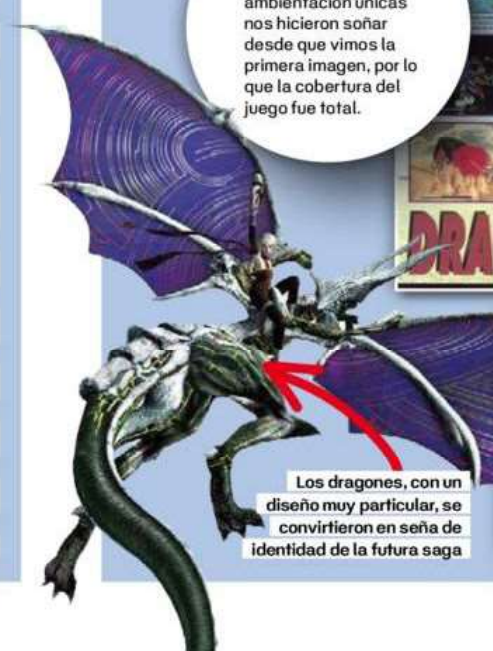 ambientación únicas
nos hicieron soñar
desde que vimos la
primera imagen, por lo
que la cobertura del
juego fue total.
DRA
Los dragones, con un
diseño muy particular, se
convirtieron en seña de
identidad de la futura saga